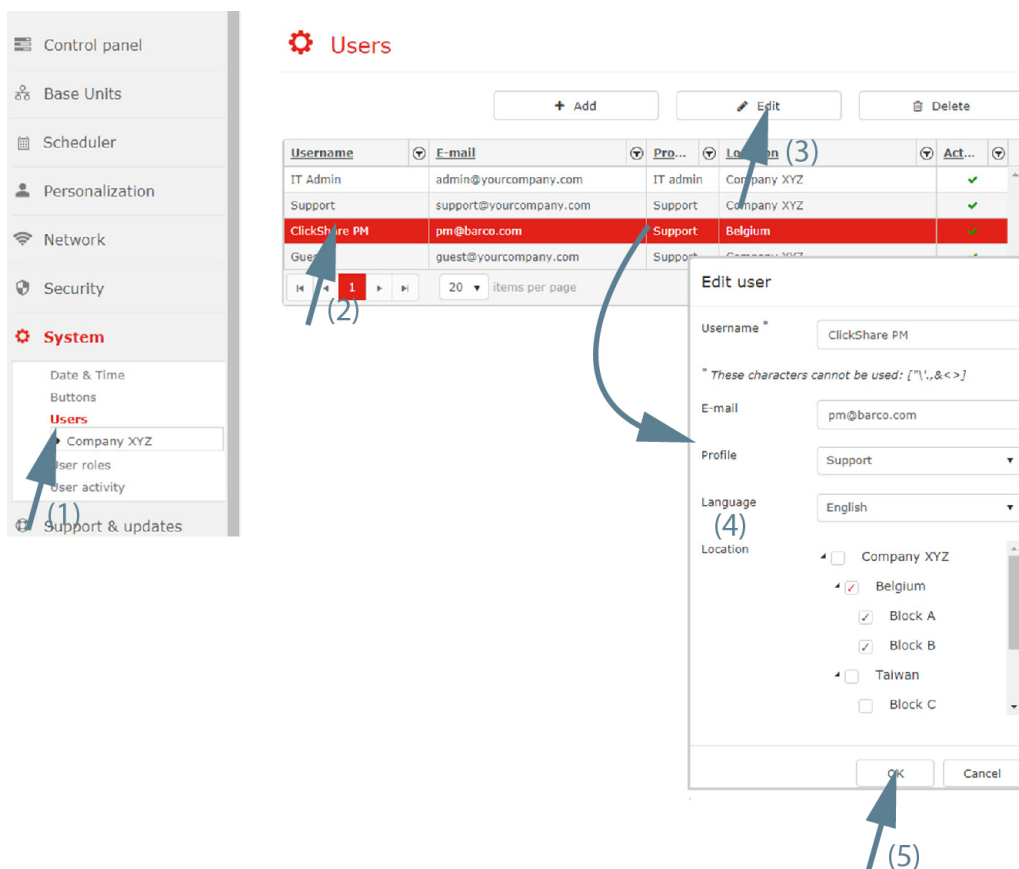 Control panel
Base Units
Scheduler
Personalization
Network
Security
System
Date & Time
Buttons
Users
Company XYZ
User roles
User activity
(1)
Support & updates
Users
+ Add
Edit
Delete
(3)
Username E-mail Pro... Location Act...
IT Admin admin@yourcompany.com IT admin Company XYZ
Support support@yourcompany.com Support Company XYZ
ClickShare PM pm@barco.com Support Belgium
Guest guest@yourcompany.com Support Company XYZ
1 20 items per page
(2)
Edit user
Username * ClickShare PM
* These characters cannot be used: ["\'.,&<>]
E-mail pm@barco.com
Profile Support
Language English
(4)
Location Company XYZ
Belgium
Block A
Block B
Taiwan
Block C
OK Cancel
(5)